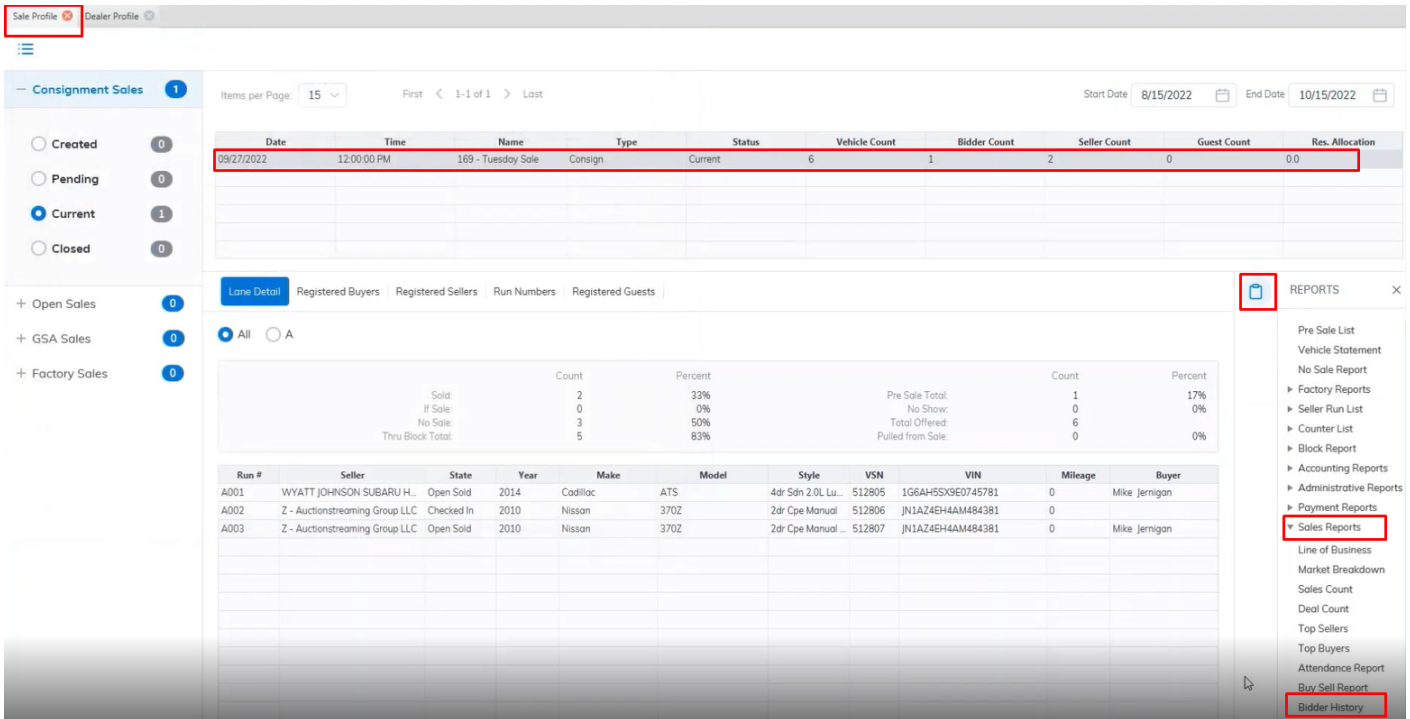 Sale Profile Dealer Profile
Consignment Sales 1
Items per Page: 15 First 1-1 of 1 Last Start Date 8/15/2022 End Date 10/15/2022
Created 0
Pending 0
Current 1
Closed 0
Open Sales 0
GSA Sales 0
Factory Sales 0
Date Time Name Type Status Vehicle Count Bidder Count Seller Count Guest Count Res. Allocation
09/27/2022 12:00:00 PM 169 - Tuesday Sale Consign Current 6 1 2 0 0.0
Lane Detail Registered Buyers Registered Sellers Run Numbers Registered Guests
All A
Count Percent Count Percent
Sold: 2 33% Pre Sale Total: 1 17%
If Sale: 0 0% No Show: 0 0%
No Sale: 3 50% Total Offered: 6
Thru Block Total: 5 83% Pulled from Sale: 0 0%
Run # Seller State Year Make Model Style VSN VIN Mileage Buyer
A001 WYATT JOHNSON SUBARU H... Open Sold 2014 Cadillac ATS 4dr Sdn 2.0L Lu... 512805 1G6AH5SX9E0745781 0 Mike Jernigan
A002 Z - Auctionstreaming Group LLC Checked In 2010 Nissan 370Z 2dr Cpe Manual 512806 JN1AZ4EH4AM484381 0
A003 Z - Auctionstreaming Group LLC Open Sold 2010 Nissan 370Z 2dr Cpe Manual ... 512807 JN1AZ4EH4AM484381 0 Mike Jernigan
REPORTS
Pre Sale List
Vehicle Statement
No Sale Report
Factory Reports
Seller Run List
Counter List
Block Report
Accounting Reports
Administrative Reports
Payment Reports
Sales Reports
Line of Business
Market Breakdown
Sales Count
Deal Count
Top Sellers
Top Buyers
Attendance Report
Buy Sell Report
Bidder History